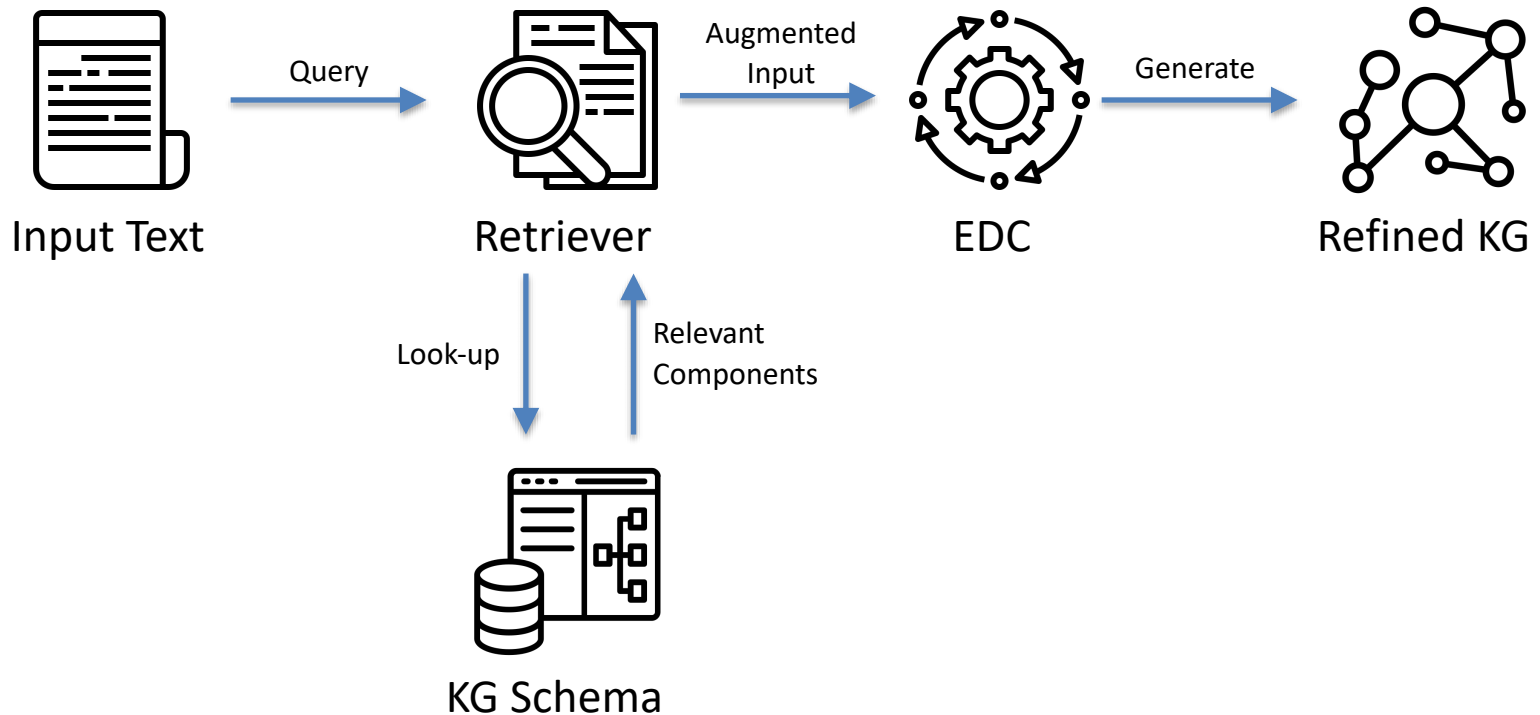 Query
Augmented
Input
Generate
Input Text
Retriever
EDC
Refined KG
Look-up
Relevant
Components
KG Schema